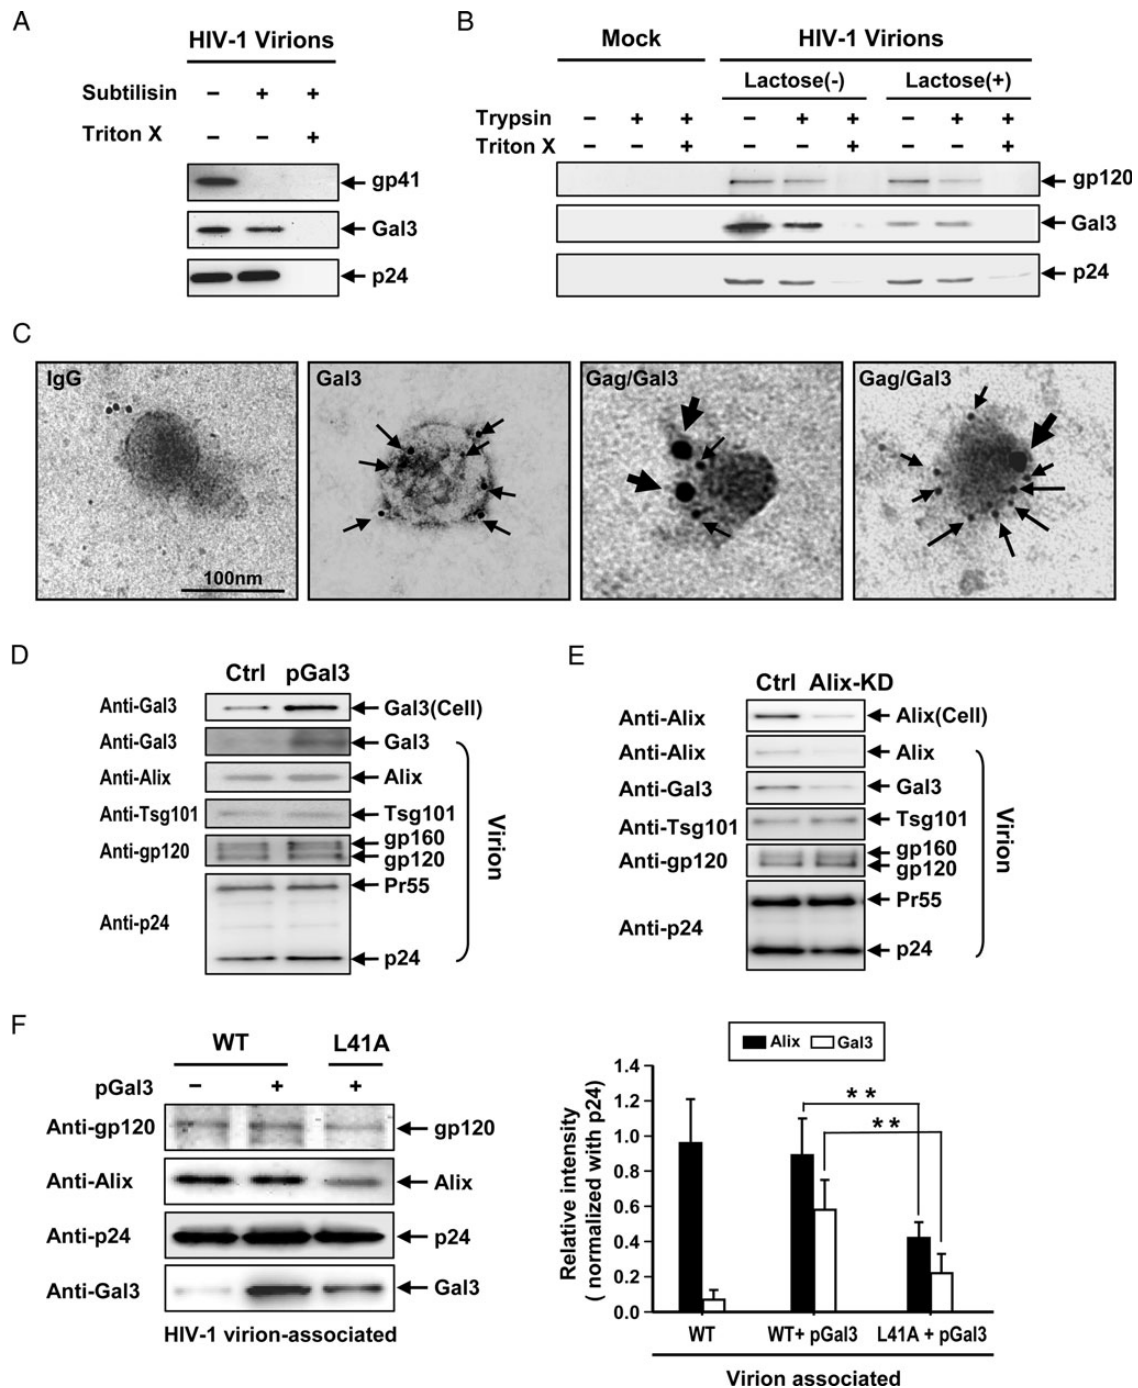 A
HIV-1 Virions
Subtilisin − + +
Triton X − − +
gp41
Gal3
p24
B
Mock HIV-1 Virions
Lactose(-) Lactose(+)
Trypsin − + + − + + − + +
Triton X − − + − − + − − +
gp120
Gal3
p24
C
IgG
100nm
Gal3
Gag/Gal3
Gag/Gal3
D
Ctrl pGal3
Anti-Gal3 Gal3(Cell)
Anti-Gal3 Gal3
Anti-Alix Alix
Anti-Tsg101 Tsg101
Anti-gp120 gp160
gp120
Pr55
Anti-p24
p24
Virion
E
Ctrl Alix-KD
Anti-Alix Alix(Cell)
Anti-Alix Alix
Anti-Gal3 Gal3
Anti-Tsg101 Tsg101
Anti-gp120 gp160
gp120
Pr55
Anti-p24
p24
Virion
F
WT L41A
pGal3 − + +
Anti-gp120 gp120
Anti-Alix Alix
Anti-p24 p24
Anti-Gal3 Gal3
HIV-1 virion-associated
Alix Gal3
Relative intensity
( normalized with p24)
1.4
1.2
1.0
0.8
0.6
0.4
0.2
0.0
* *
* *
WT WT+ pGal3 L41A + pGal3
Virion associated